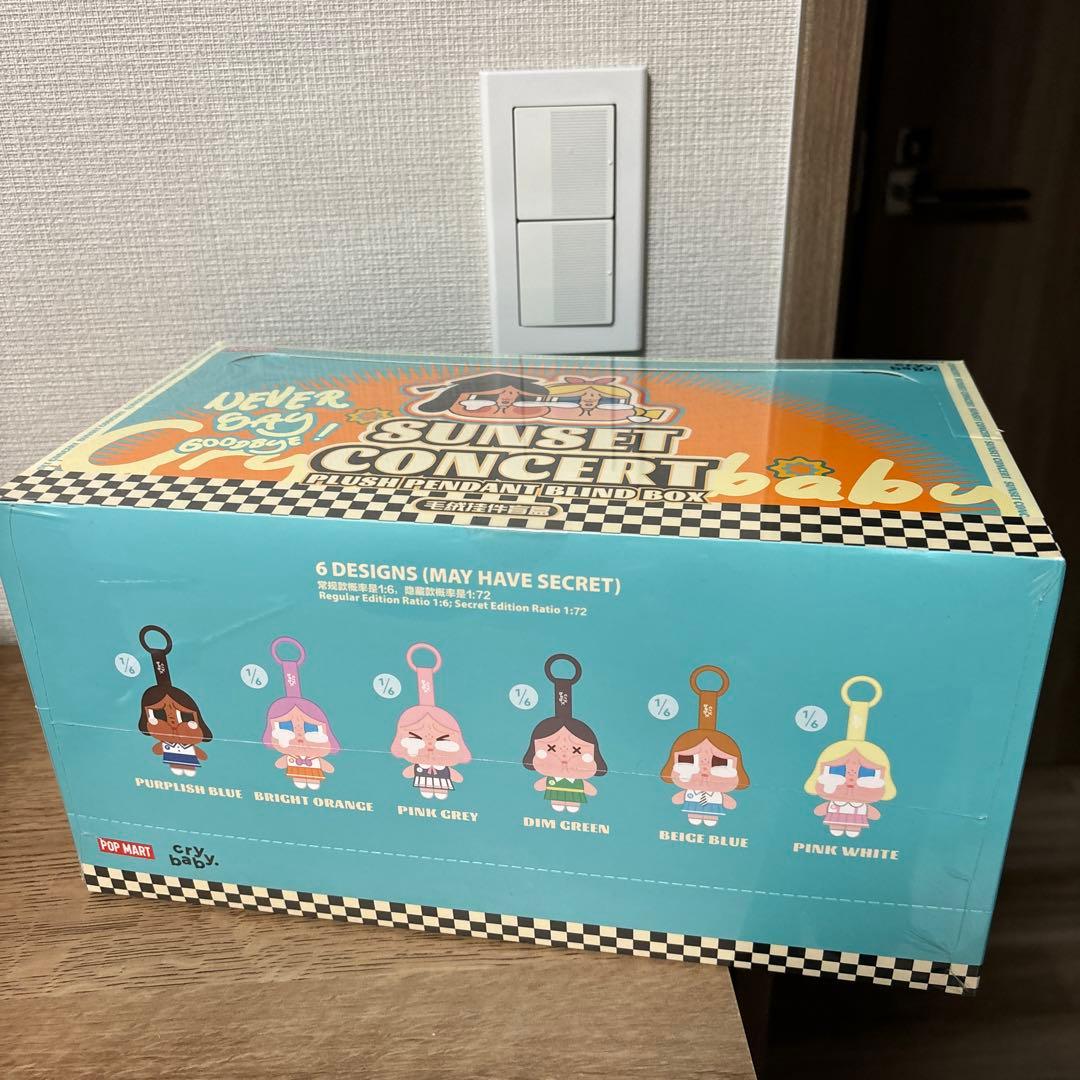 cry baby.
NEVER
SAY
GOODBYE!
Crybaby
SUNSET
CONCERT
PLUSH PENDANT BLIND BOX
毛绒挂件盲盒
6 DESIGNS (MAY HAVE SECRET)
常规款概率是1:6，隐藏款概率是1:72
Regular Edition Ratio 1:6; Secret Edition Ratio 1:72
1/6
1/6
1/6
1/6
1/6
1/6
PURPLISH BLUE
BRIGHT ORANGE
PINK GREY
DIM GREEN
BEIGE BLUE
PINK WHITE
POP MART
cry
baby.